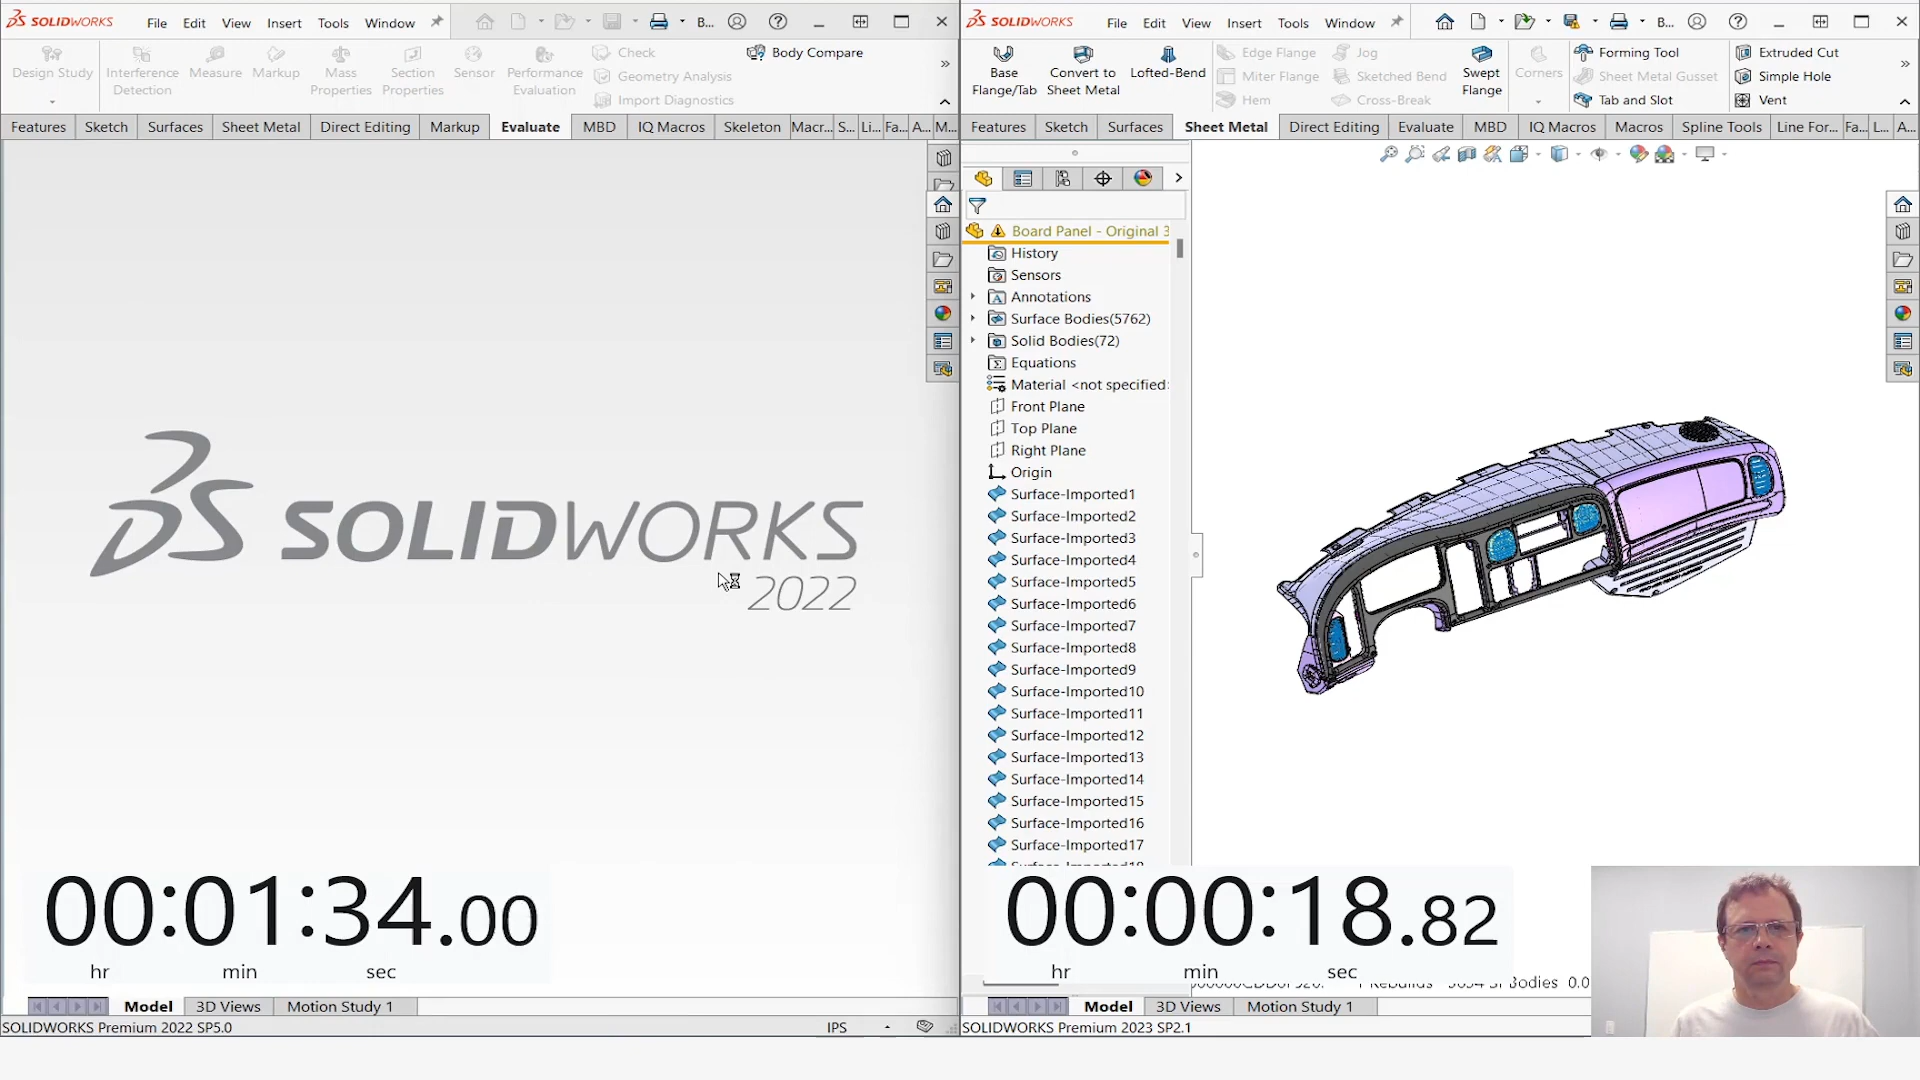 SOLIDWORKS File Edit View Insert Tools Window B...
Design Study
Interference Detection
Measure
Markup
Mass Properties
Section Properties
Sensor
Performance Evaluation
Check
Geometry Analysis
Import Diagnostics
Body Compare
Features Sketch Surfaces Sheet Metal Direct Editing Markup Evaluate MBD IQ Macros Skeleton Macr... S... Li... Fa... A... M...
SOLIDWORKS
2022
00:01:34.00
hr min sec
Model 3D Views Motion Study 1
SOLIDWORKS Premium 2022 SP5.0 IPS
SOLIDWORKS File Edit View Insert Tools Window B...
Base Flange/Tab
Convert to Sheet Metal
Lofted-Bend
Edge Flange
Miter Flange
Hem
Jog
Sketched Bend
Cross-Break
Swept Flange
Corners
Forming Tool
Sheet Metal Gusset
Tab and Slot
Extruded Cut
Simple Hole
Vent
Features Sketch Surfaces Sheet Metal Direct Editing Evaluate MBD IQ Macros Macros Spline Tools Line For... Fa... L... A...
Board Panel - Original 3
History
Sensors
Annotations
Surface Bodies(5762)
Solid Bodies(72)
Equations
Material <not specified>
Front Plane
Top Plane
Right Plane
Origin
Surface-Imported1
Surface-Imported2
Surface-Imported3
Surface-Imported4
Surface-Imported5
Surface-Imported6
Surface-Imported7
Surface-Imported8
Surface-Imported9
Surface-Imported10
Surface-Imported11
Surface-Imported12
Surface-Imported13
Surface-Imported14
Surface-Imported15
Surface-Imported16
Surface-Imported17
00:00:18.82
hr min sec
Bodies 0.0
Model 3D Views Motion Study 1
SOLIDWORKS Premium 2023 SP2.1